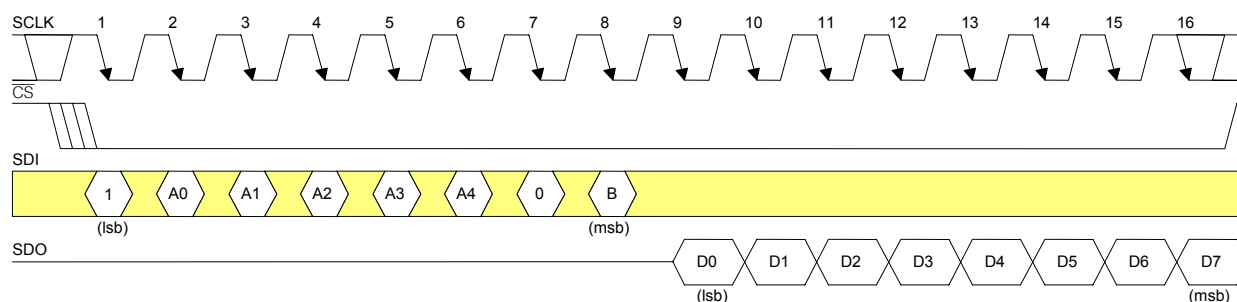 SCLK 1 2 3 4 5 6 7 8 9 10 11 12 13 14 15 16
CS
SDI
1 A0 A1 A2 A3 A4 0 B
(lsb) (msb)
SDO
D0 D1 D2 D3 D4 D5 D6 D7
(lsb) (msb)